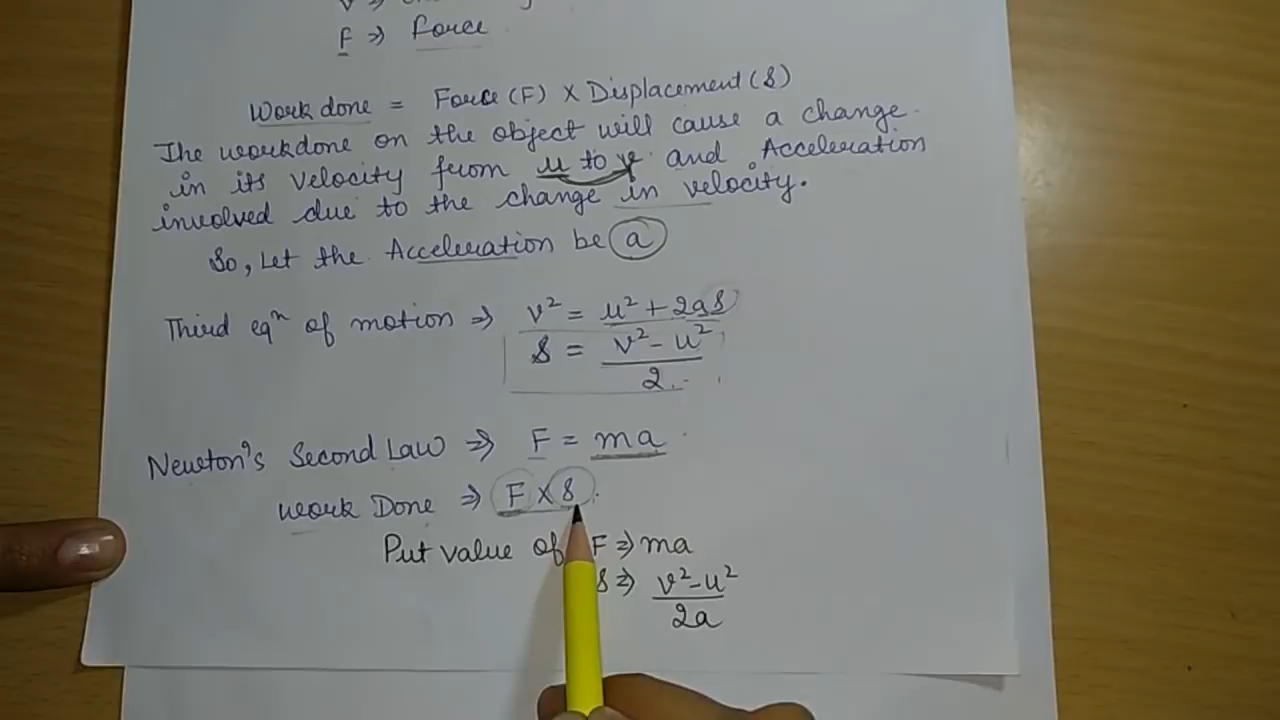 F ⇒ Force
Work done = Force (F) X Displacement (S)
The workdone on the object will cause a change
in its velocity from u to v and Acceleration
involved due to the change in velocity.
So, Let the Acceleration be a
Third eqⁿ of motion ⇒ v² = u² + 2as
S = v² - u²
2
Newton's Second Law ⇒ F = ma
Work Done ⇒ F X S
Put value of F ⇒ ma
S ⇒ v² - u²
2a